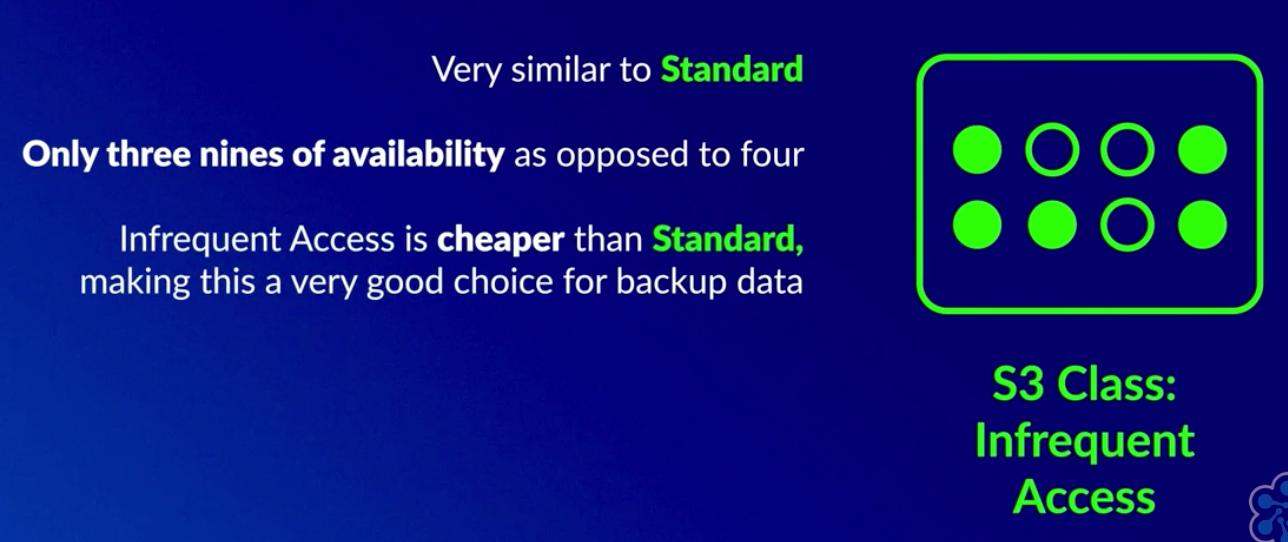 Very similar to Standard
Only three nines of availability as opposed to four
Infrequent Access is cheaper than Standard,
making this a very good choice for backup data
S3 Class:
Infrequent
Access